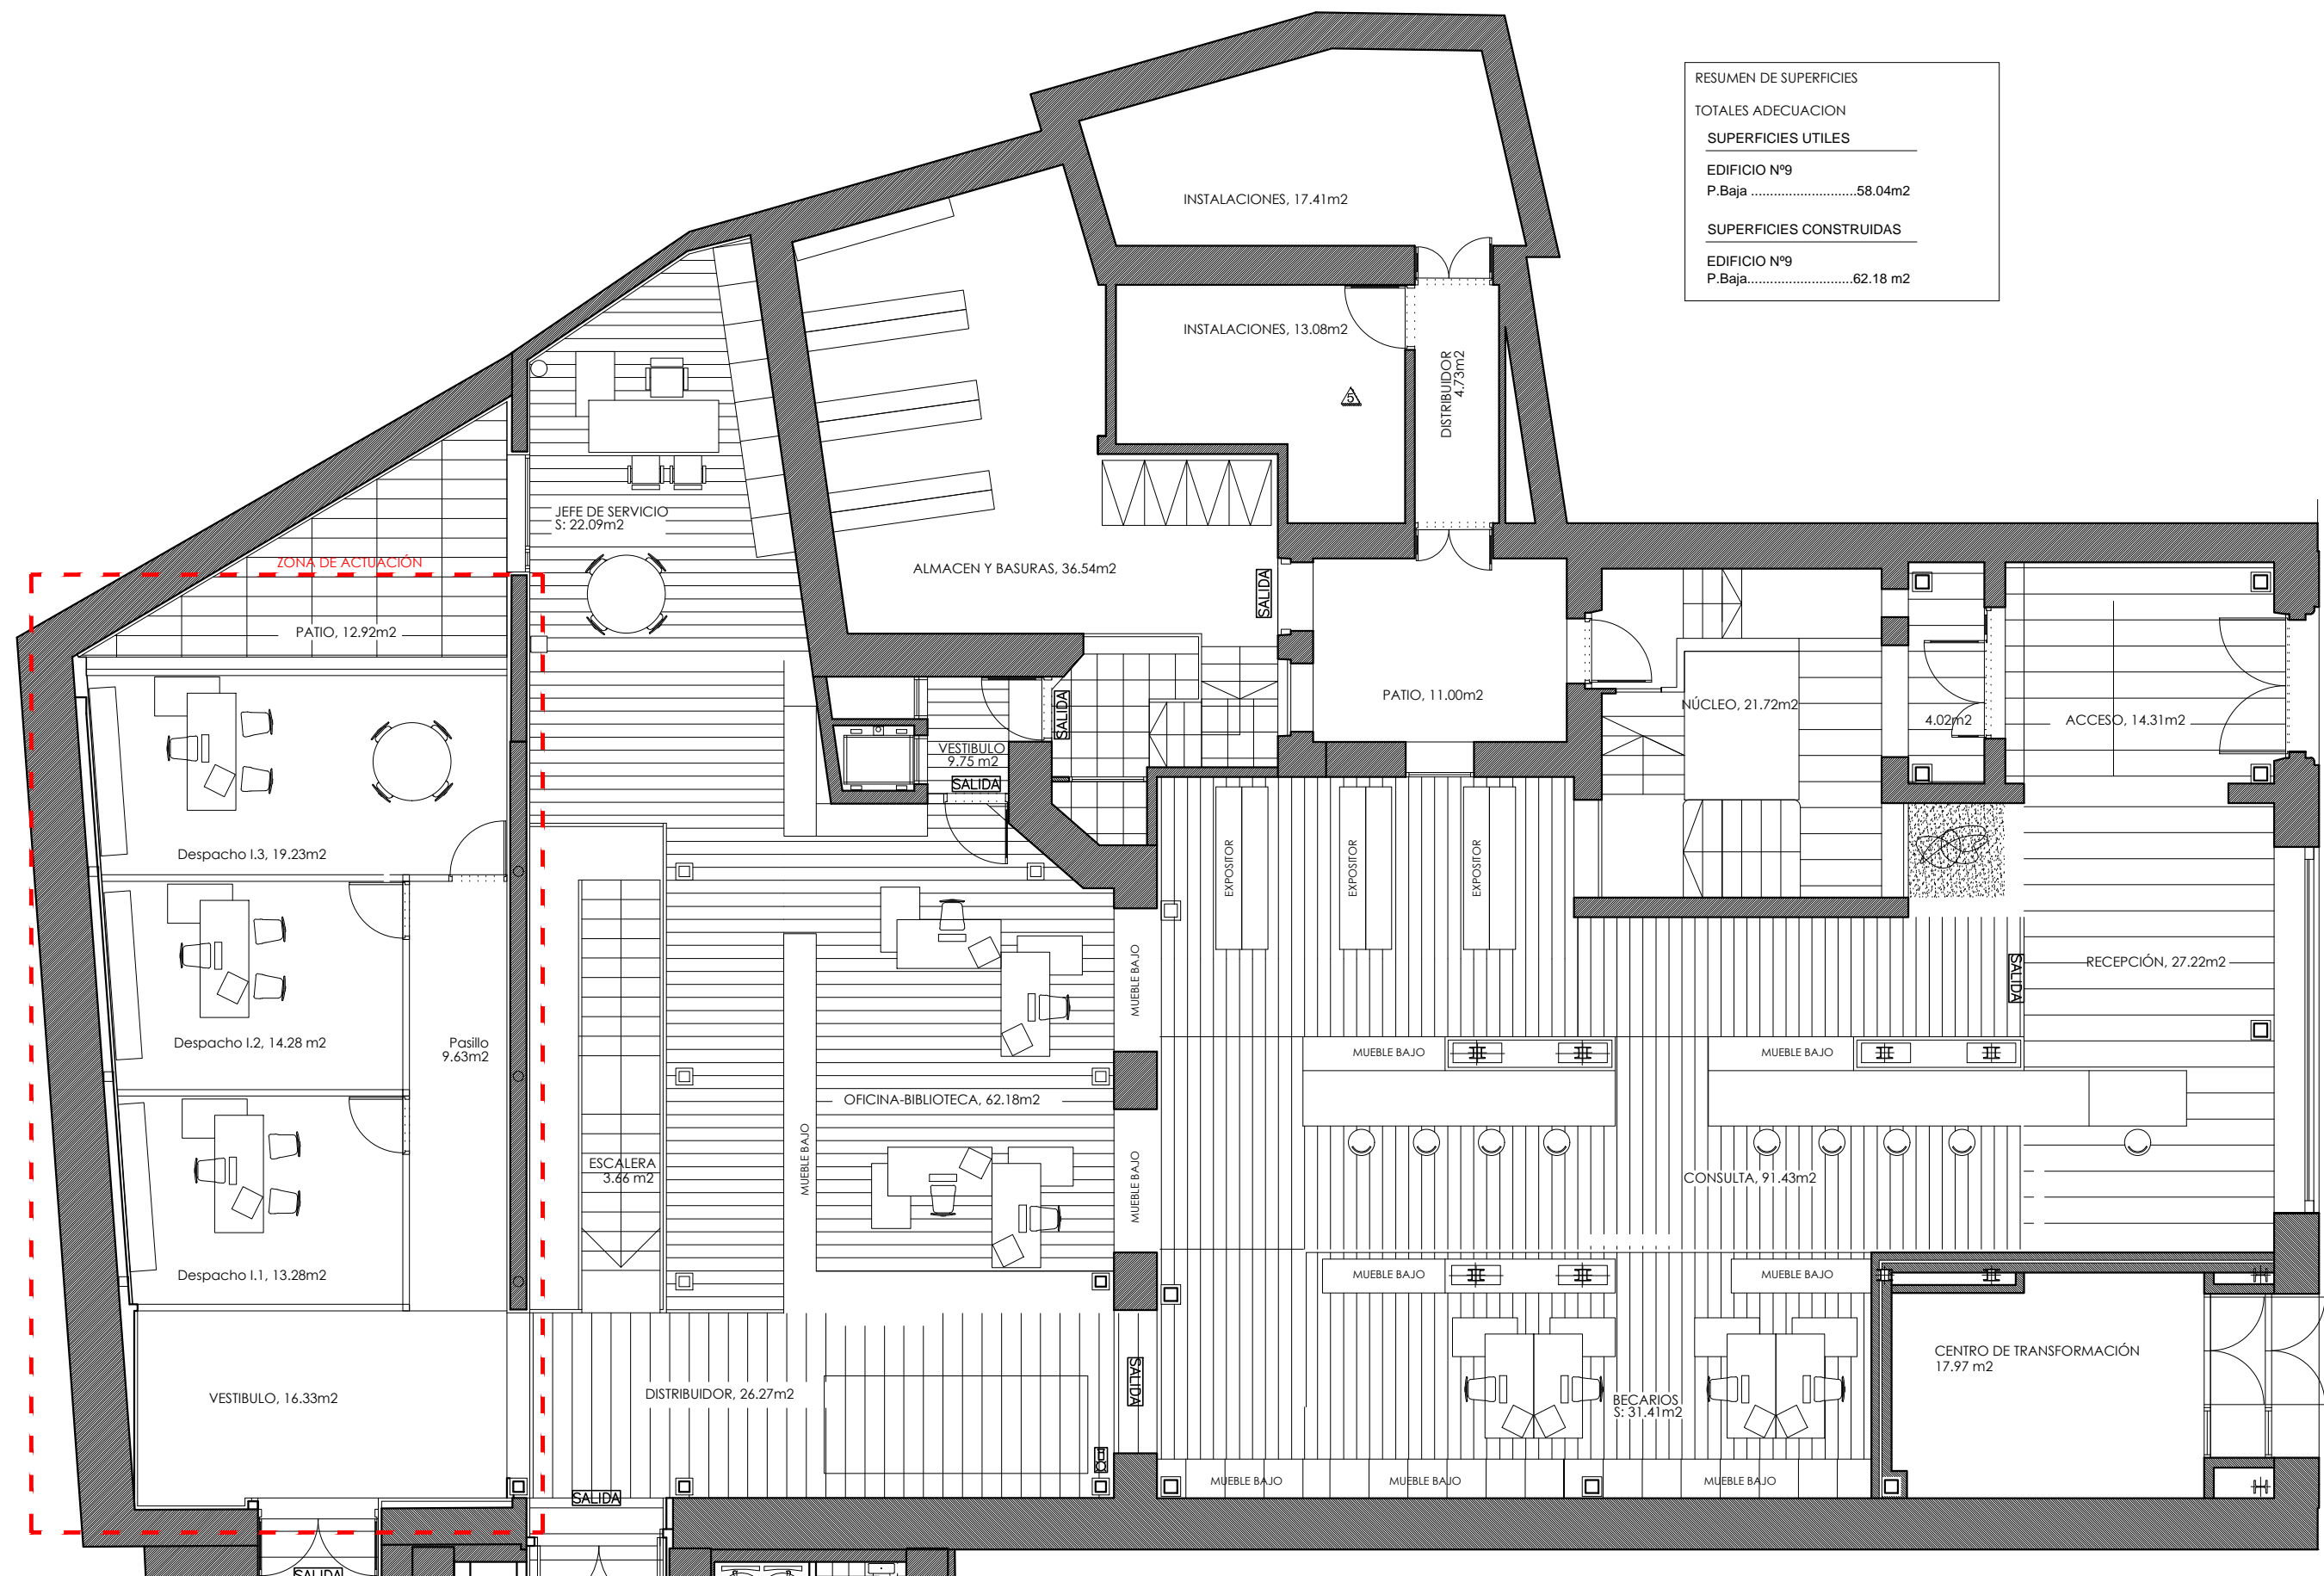 RESUMEN DE SUPERFICIES
TOTALES ADECUACION
SUPERFICIES UTILES
EDIFICIO Nº9
P.Baja ............................58.04m2
SUPERFICIES CONSTRUIDAS
EDIFICIO Nº9
P.Baja............................62.18 m2
INSTALACIONES, 17.41m2
INSTALACIONES, 13.08m2
5
DISTRIBUIDOR
4.73m2
JEFE DE SERVICIO
S: 22.09m2
ZONA DE ACTUACIÓN
ALMACEN Y BASURAS, 36.54m2
SALIDA
PATIO, 12.92m2
PATIO, 11.00m2
NÚCLEO, 21.72m2
4.02m2
ACCESO, 14.31m2
SALIDA
VESTIBULO
9.75 m2
SALIDA
EXPOSITOR
EXPOSITOR
EXPOSITOR
Despacho I.3, 19.23m2
MUEBLE BAJO
SALIDA
RECEPCIÓN, 27.22m2
Despacho I.2, 14.28 m2
Pasillo
9.63m2
MUEBLE BAJO
MUEBLE BAJO
OFICINA-BIBLIOTECA, 62.18m2
MUEBLE BAJO
ESCALERA
3.66 m2
MUEBLE BAJO
CONSULTA, 91.43m2
Despacho I.1, 13.28m2
MUEBLE BAJO
MUEBLE BAJO
CENTRO DE TRANSFORMACIÓN
17.97 m2
VESTIBULO, 16.33m2
DISTRIBUIDOR, 26.27m2
SALIDA
BECARIOS
S: 31.41m2
MUEBLE BAJO
MUEBLE BAJO
MUEBLE BAJO
SALIDA
SALIDA